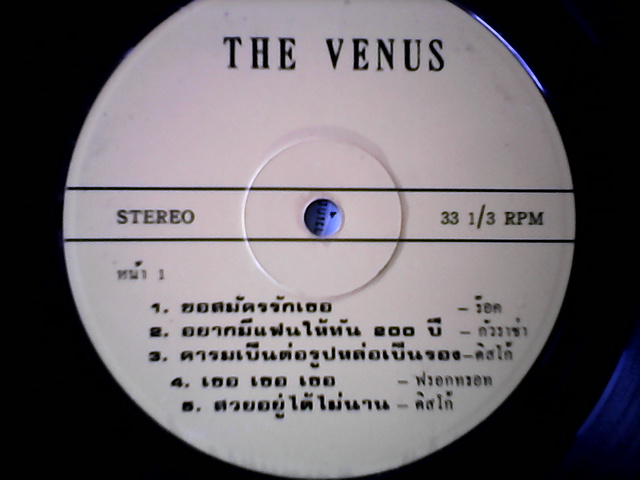 THE VENUS
STEREO
33 1/3 RPM
หน้า 1
1. ขอสมัครรักเธอ – ร็อค
2. อยากมีแฟนให้ทัน 200 ปี – กัวราช่า
3. คารมเป็นต่อรูปหล่อเป็นรอง–ดิสโก้
4. เธอ เธอ เธอ – ฟรอกทรอท
5. สวยอยู่ได้ไม่นาน – ดิสโก้